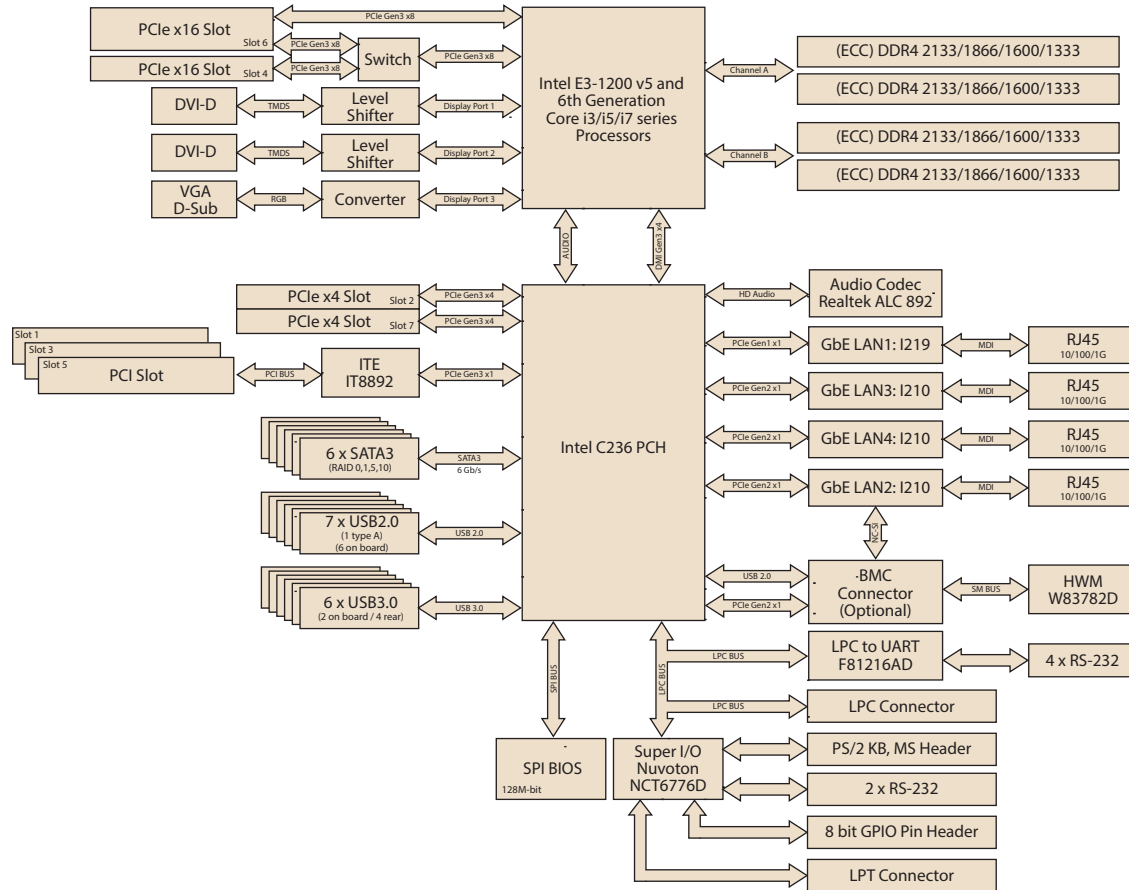 PCIe x16 Slot
Slot 6
PCIe Gen3 x8
PCIe Gen3 x8
PCIe x16 Slot
Slot 4
PCIe Gen3 x8
Switch
PCIe Gen3 x8
DVI-D
TMDS
Level
Shifter
Display Port 1
DVI-D
TMDS
Level
Shifter
Display Port 2
VGA
D-Sub
RGB
Converter
Display Port 3
Intel E3-1200 v5 and
6th Generation
Core i3/i5/i7 series
Processors
Channel A
(ECC) DDR4 2133/1866/1600/1333
(ECC) DDR4 2133/1866/1600/1333
Channel B
(ECC) DDR4 2133/1866/1600/1333
(ECC) DDR4 2133/1866/1600/1333
AUDIO
DMI Gen3 x4
PCIe x4 Slot
Slot 2
PCIe Gen3 x4
PCIe x4 Slot
Slot 7
PCIe Gen3 x4
Slot 1
Slot 3
Slot 5
PCI Slot
PCI BUS
ITE
IT8892
PCIe Gen3 x1
6 x SATA3
(RAID 0,1,5,10)
SATA3
6 Gb/s
7 x USB2.0
(1 type A)
(6 on board)
USB 2.0
6 x USB3.0
(2 on board / 4 rear)
USB 3.0
Intel C236 PCH
HD Audio
Audio Codec
Realtek ALC 892
PCIe Gen1 x1
GbE LAN1: I219
MDI
RJ45
10/100/1G
PCIe Gen2 x1
GbE LAN3: I210
MDI
RJ45
10/100/1G
PCIe Gen2 x1
GbE LAN4: I210
MDI
RJ45
10/100/1G
PCIe Gen2 x1
GbE LAN2: I210
MDI
RJ45
10/100/1G
NC-SI
USB 2.0
PCIe Gen2 x1
BMC
Connector
(Optional)
SM BUS
HWM
W83782D
SPI BUS
LPC BUS
LPC BUS
LPC to UART
F81216AD
4 x RS-232
LPC BUS
LPC Connector
SPI BIOS
128M-bit
Super I/O
Nuvoton
NCT6776D
PS/2 KB, MS Header
2 x RS-232
8 bit GPIO Pin Header
LPT Connector